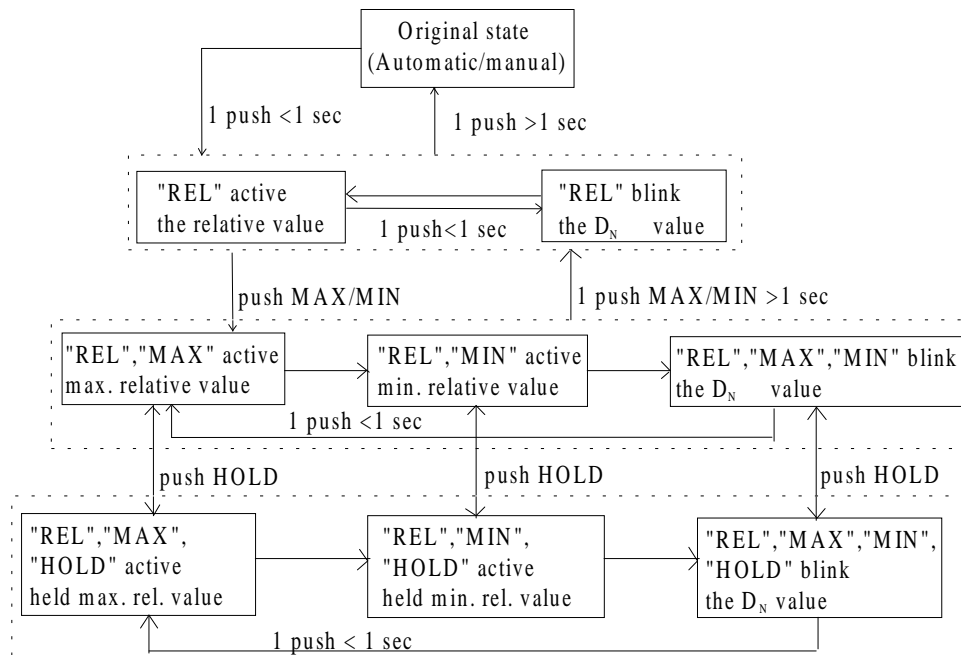 Original state
(Automatic/manual)
1 push <1 sec
1 push >1 sec
"REL" active
the relative value
"REL" blink
the D_N value
1 push<1 sec
push MAX/MIN
1 push MAX/MIN >1 sec
"REL","MAX" active
max. relative value
"REL","MIN" active
min. relative value
"REL","MAX","MIN" blink
the D_N value
1 push <1 sec
push HOLD
push HOLD
push HOLD
"REL","MAX",
"HOLD" active
held max. rel. value
"REL","MIN",
"HOLD" active
held min. rel. value
"REL","MAX","MIN",
"HOLD" blink
the D_N value
1 push < 1 sec